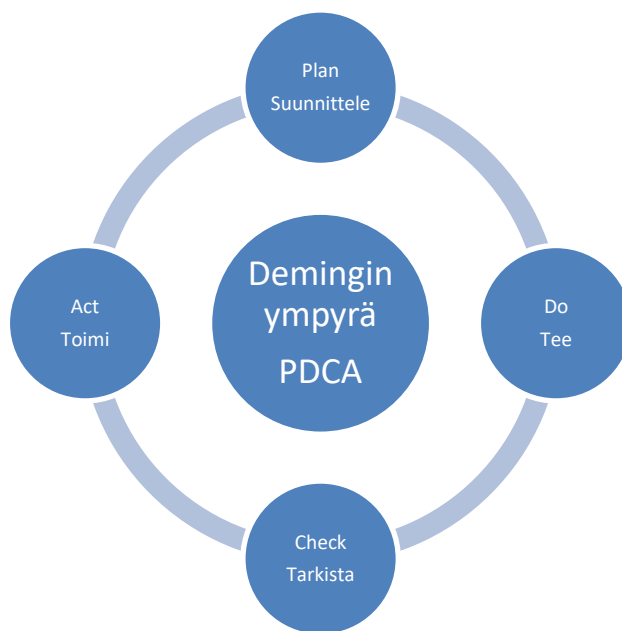 Plan
Suunnittele
Demingin
ympyrä
PDCA
Act
Toimi
Do
Tee
Check
Tarkista